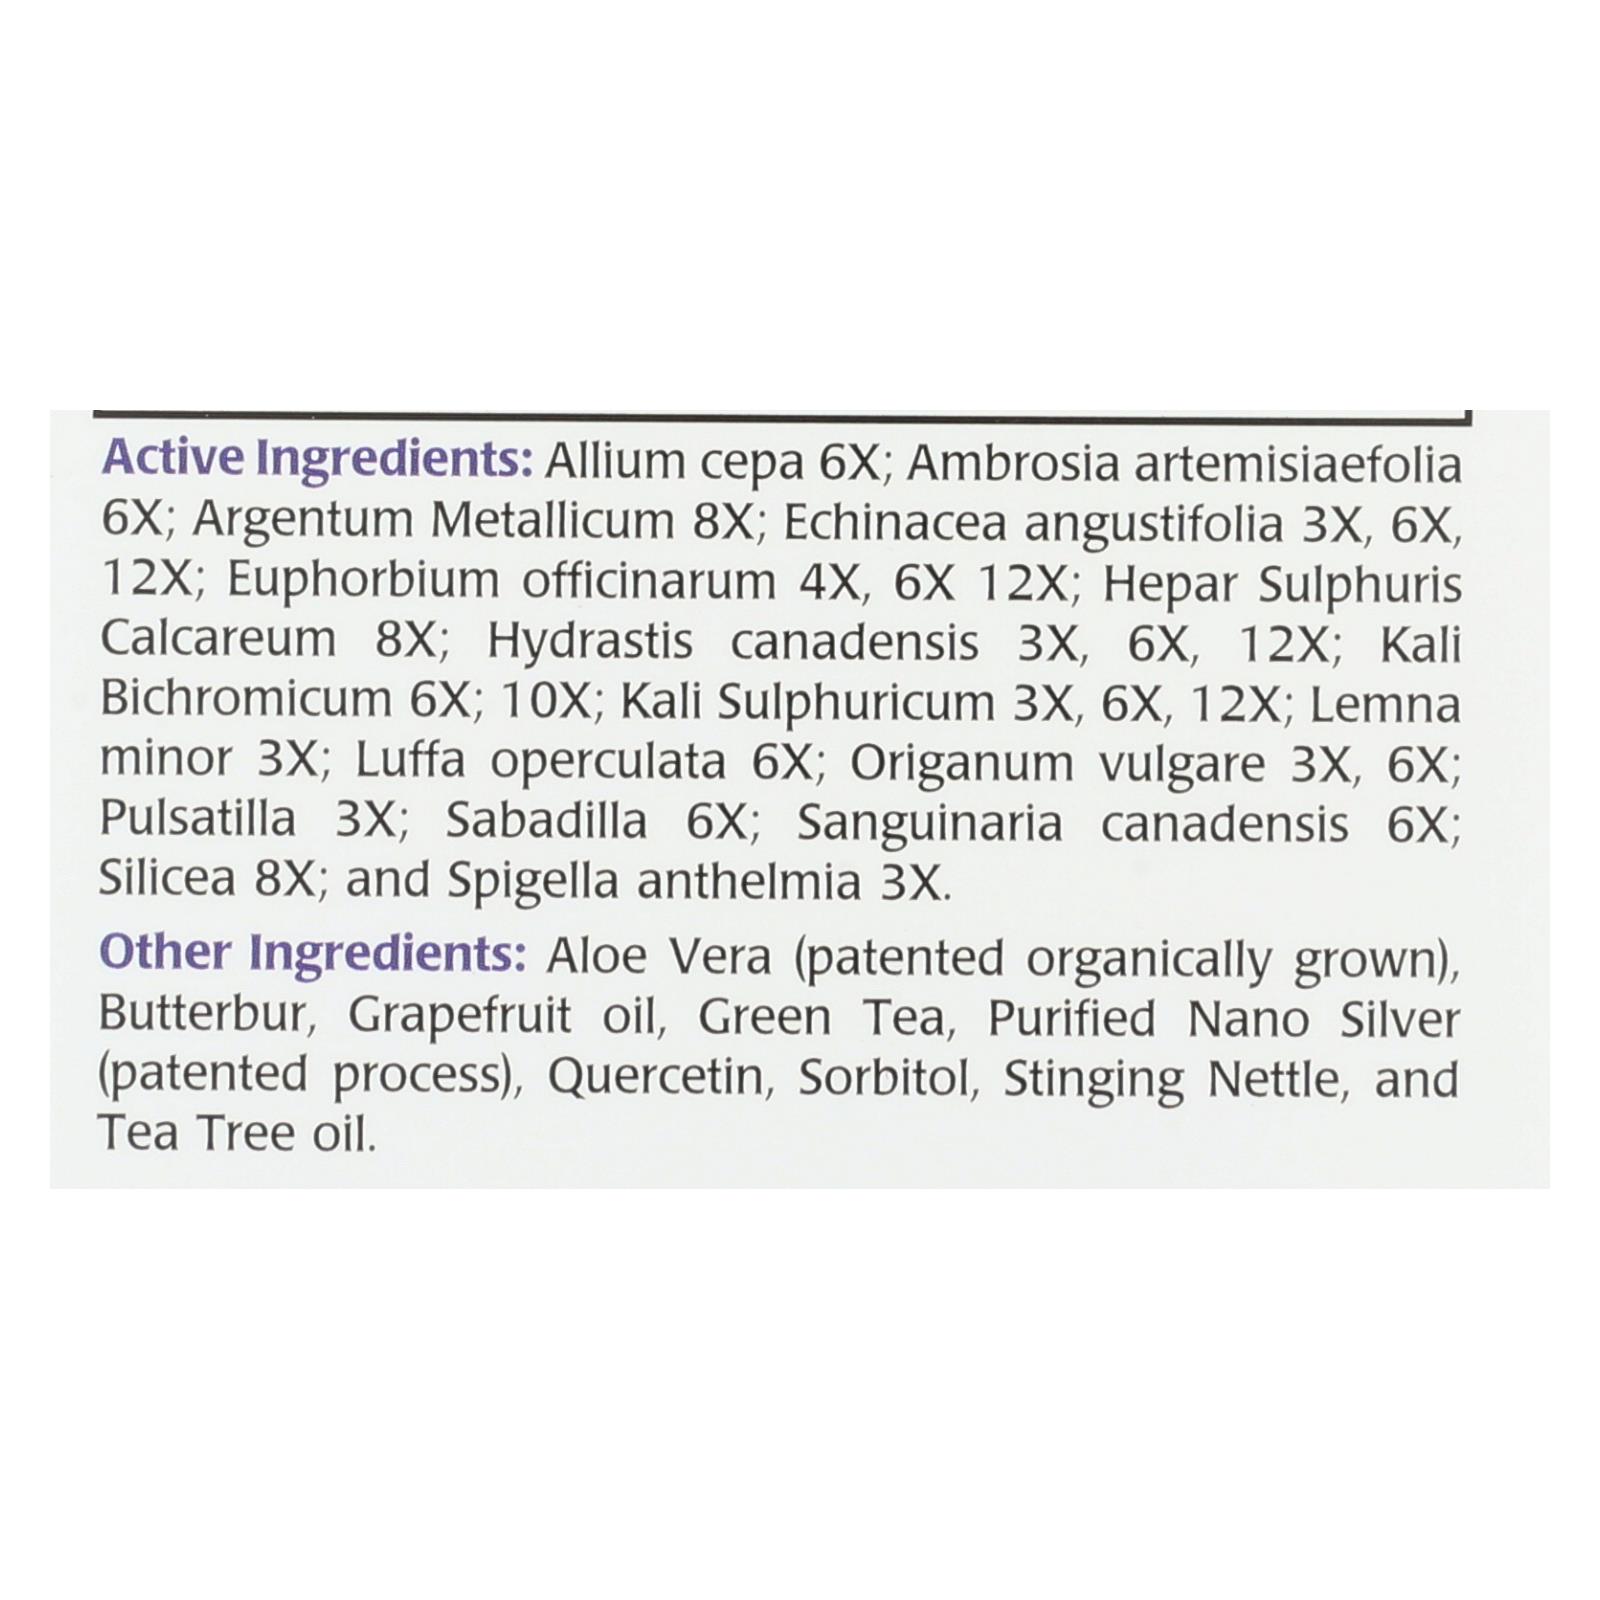 Active Ingredients: Allium cepa 6X; Ambrosia artemisiaefolia
6X; Argentum Metallicum 8X; Echinacea angustifolia 3X, 6X,
12X; Euphorbium officinarum 4X, 6X 12X; Hepar Sulphuris
Calcareum 8X; Hydrastis canadensis 3X, 6X, 12X; Kali
Bichromicum 6X; 10X; Kali Sulphuricum 3X, 6X, 12X; Lemna
minor 3X; Luffa operculata 6X; Origanum vulgare 3X, 6X;
Pulsatilla 3X; Sabadilla 6X; Sanguinaria canadensis 6X;
Silicea 8X; and Spigella anthelmia 3X.
Other Ingredients: Aloe Vera (patented organically grown),
Butterbur, Grapefruit oil, Green Tea, Purified Nano Silver
(patented process), Quercetin, Sorbitol, Stinging Nettle, and
Tea Tree oil.